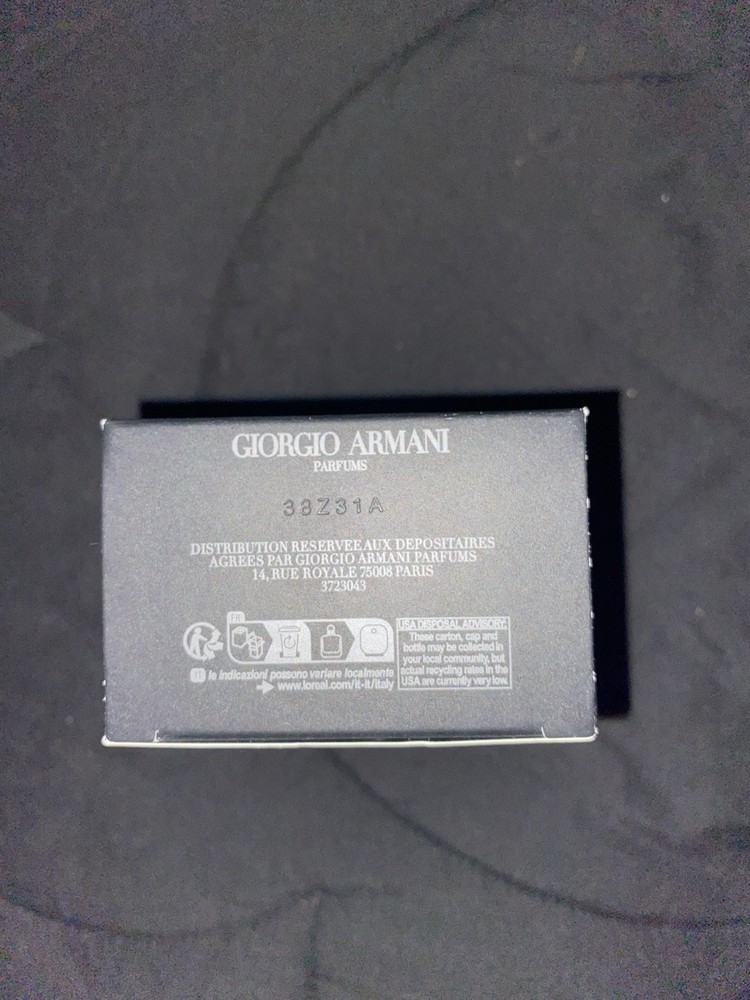 GIORGIO ARMANI
PARFUMS
38Z31A
DISTRIBUTION RESERVEE AUX DEPOSITAIRES
AGREES PAR GIORGIO ARMANI PARFUMS
14, RUE ROYALE 75008 PARIS
3723043
FR
IT le indicazioni possono variare localmente
www.loreal.com/it-it/italy
USA DISPOSAL ADVISORY:
These carton, cap and
bottle may be collected in
your local community, but
actual recycling rates in the
USA are currently very low.